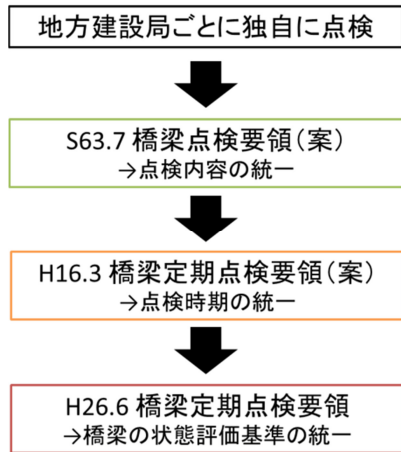 地方建設局ごとに独自に点検
S63.7 橋梁点検要領（案）
→点検内容の統一
H16.3 橋梁定期点検要領（案）
→点検時期の統一
H26.6 橋梁定期点検要領
→橋梁の状態評価基準の統一